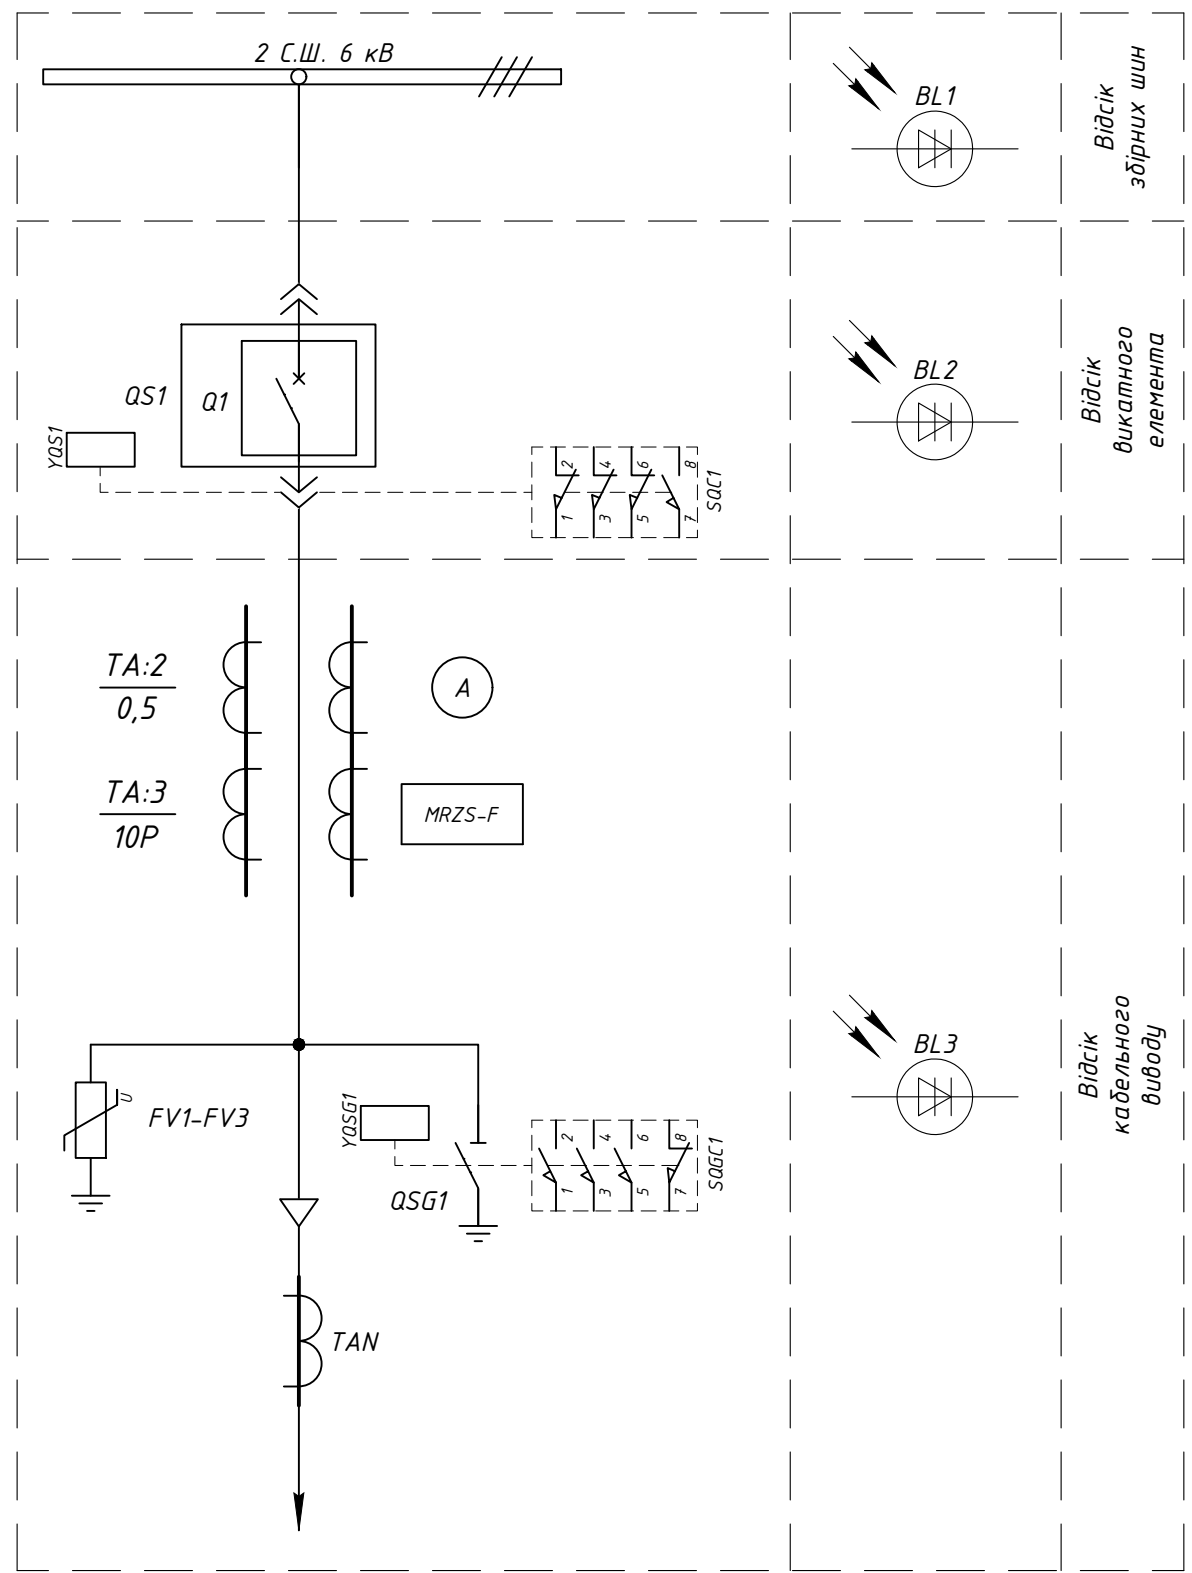 2 С.Ш. 6 кВ
BL1
Відсік
збірних шин
QS1
Q1
YQS1
2 4 6 8
1 3 5 7
SQC1
BL2
Відсік
викатного
елемента
TA:2
0,5
A
TA:3
10P
MRZS-F
U
FV1-FV3
YQSG1
QSG1
2 4 6 8
1 3 5 7
SQGC1
BL3
Відсік
кабельного
виводу
TAN